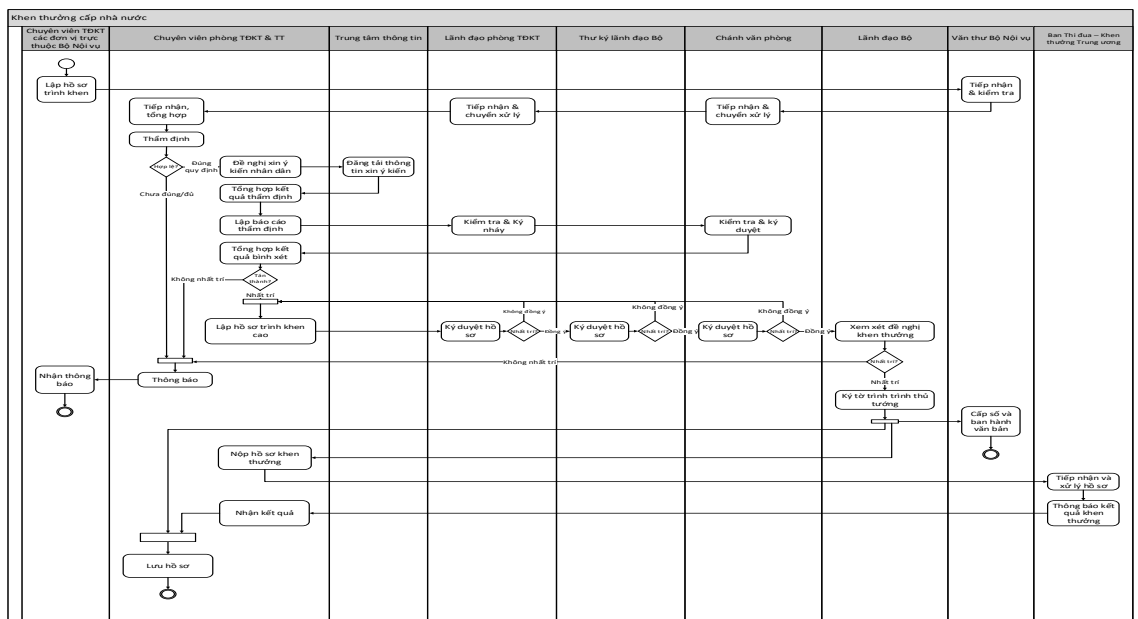 Khen thưởng cấp nhà nước
Chuyên viên TĐKT
các đơn vị trực
thuộc Bộ Nội vụ
Chuyên viên phòng TĐKT & TT
Trung tâm thông tin
Lãnh đạo phòng TĐKT
Thư ký lãnh đạo Bộ
Chánh văn phòng
Lãnh đạo Bộ
Văn thư Bộ Nội vụ
Ban Thi đua – Khen
thưởng Trung ương
Lập hồ sơ
trình khen
Tiếp nhận
& kiểm tra
Tiếp nhận,
tổng hợp
Tiếp nhận &
chuyển xử lý
Tiếp nhận &
chuyển xử lý
Thẩm định
Hợp lệ?
Đúng
quy định
Đề nghị xin ý
kiến nhân dân
Đăng tải thông
tin xin ý kiến
Chưa đúng/đủ
Tổng hợp kết
quả thẩm định
Lập báo cáo
thẩm định
Kiểm tra & Ký
nháy
Kiểm tra & ký
duyệt
Tổng hợp kết
quả bình xét
Không nhất trí
Tán
thành?
Nhất trí
Không đồng ý
Không đồng ý
Không đồng ý
Lập hồ sơ trình khen
cao
Ký duyệt hồ
sơ
Nhất trí?
Đồng ý
Ký duyệt hồ
sơ
Nhất trí?
Đồng ý
Ký duyệt hồ
sơ
Nhất trí?
Đồng ý
Xem xét đề nghị
khen thưởng
Không nhất trí
Nhất trí?
Nhận thông
báo
Thông báo
Nhất trí
Ký tờ trình trình thủ
tướng
Cấp số và
ban hành
văn bản
Nộp hồ sơ khen
thưởng
Tiếp nhận và
xử lý hồ sơ
Nhận kết quả
Thông báo kết
quả khen
thưởng
Lưu hồ sơ